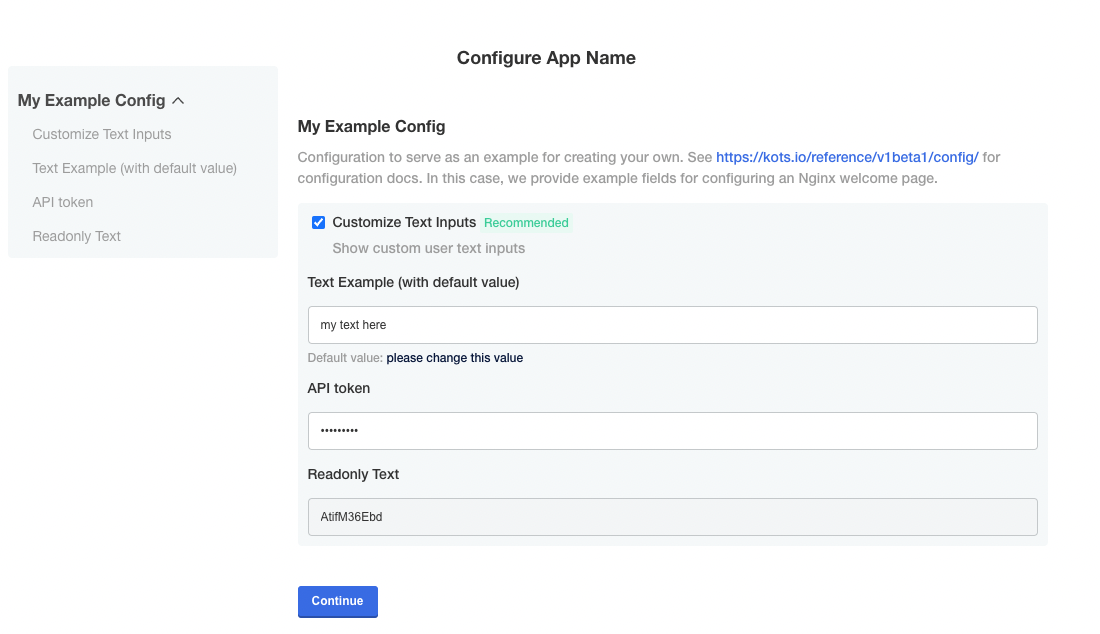 Configure App Name
My Example Config
Customize Text Inputs
Text Example (with default value)
API token
Readonly Text
My Example Config
Configuration to serve as an example for creating your own. See https://kots.io/reference/v1beta1/config/ for
configuration docs. In this case, we provide example fields for configuring an Nginx welcome page.
Customize Text Inputs Recommended
Show custom user text inputs
Text Example (with default value)
my text here
Default value: please change this value
API token
•••••••••
Readonly Text
AtifM36Ebd
Continue